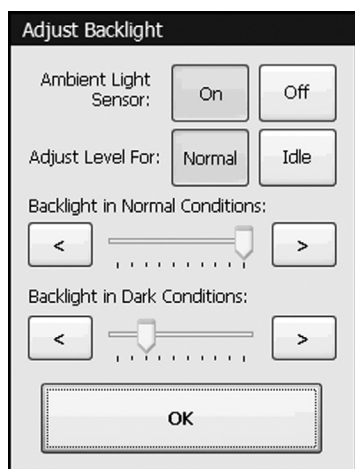 Adjust Backlight
Ambient Light
Sensor:
On
Off
Adjust Level For:
Normal
Idle
Backlight in Normal Conditions:
<
>
Backlight in Dark Conditions:
<
>
OK